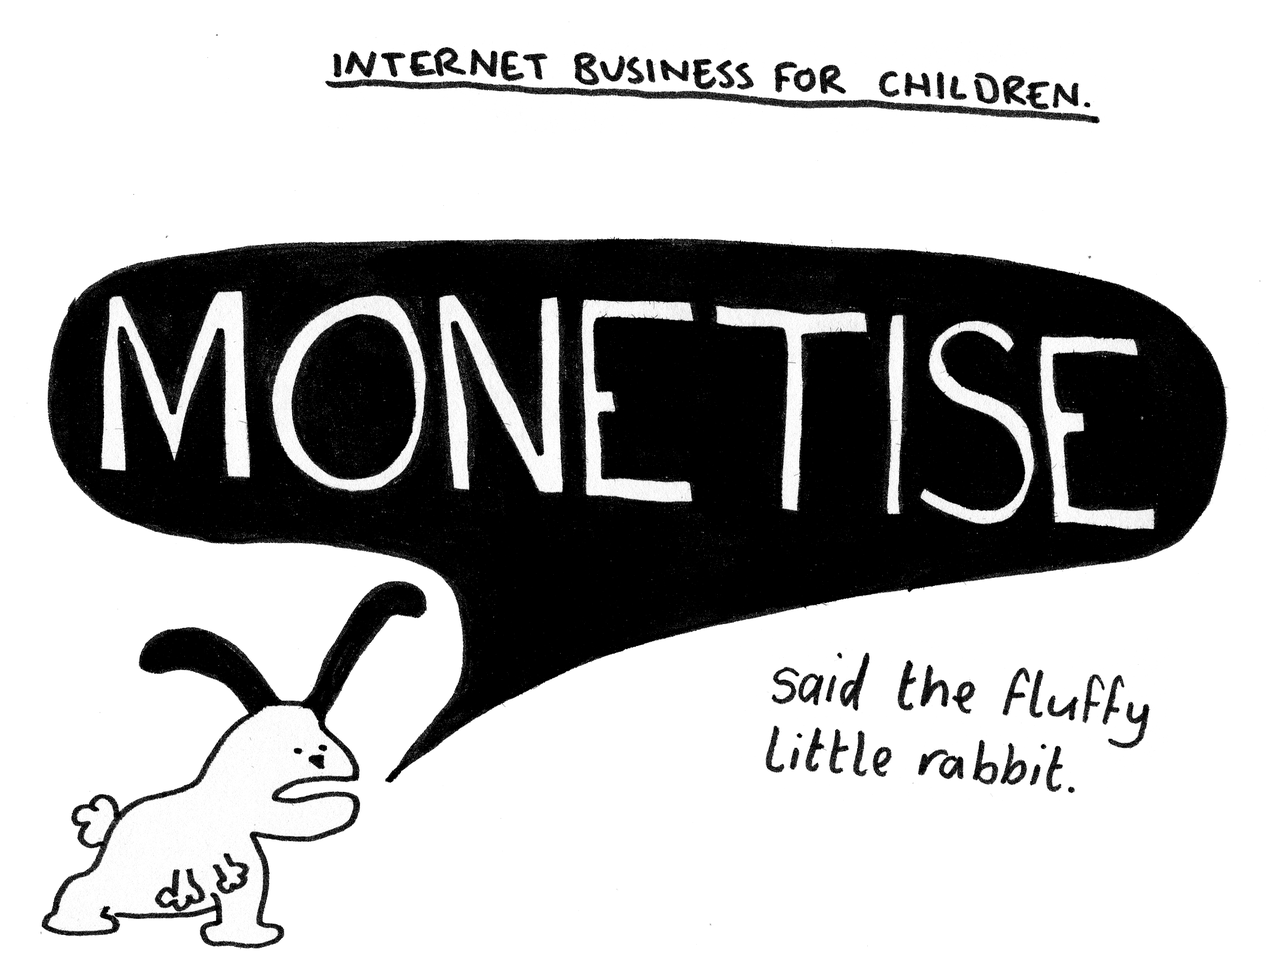 INTERNET BUSINESS FOR CHILDREN.
MONETISE
said the fluffy
little rabbit.